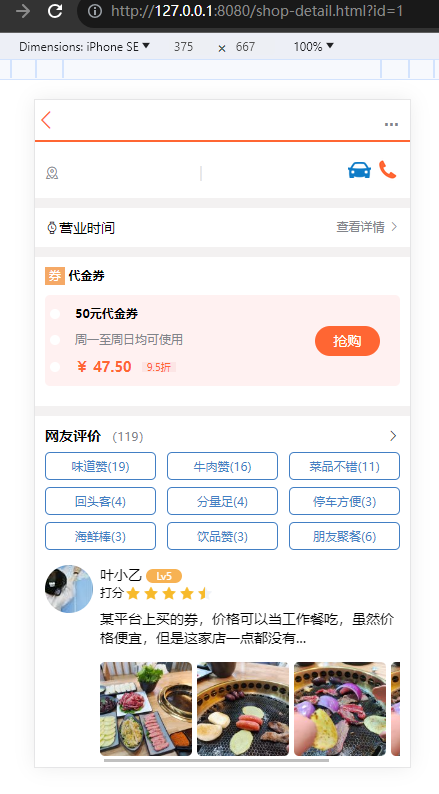 http://127.0.0.1:8080/shop-detail.html?id=1
Dimensions: iPhone SE 375 × 667 100%
营业时间 查看详情
券 代金券
50元代金券
周一至周日均可使用
抢购
¥ 47.50 9.5折
网友评价 (119)
味道赞(19) 牛肉赞(16) 菜品不错(11)
回头客(4) 分量足(4) 停车方便(3)
海鲜棒(3) 饮品赞(3) 朋友聚餐(6)
叶小乙 Lv5
打分
某平台上买的券，价格可以当工作餐吃，虽然价
格便宜，但是这家店一点都没有...